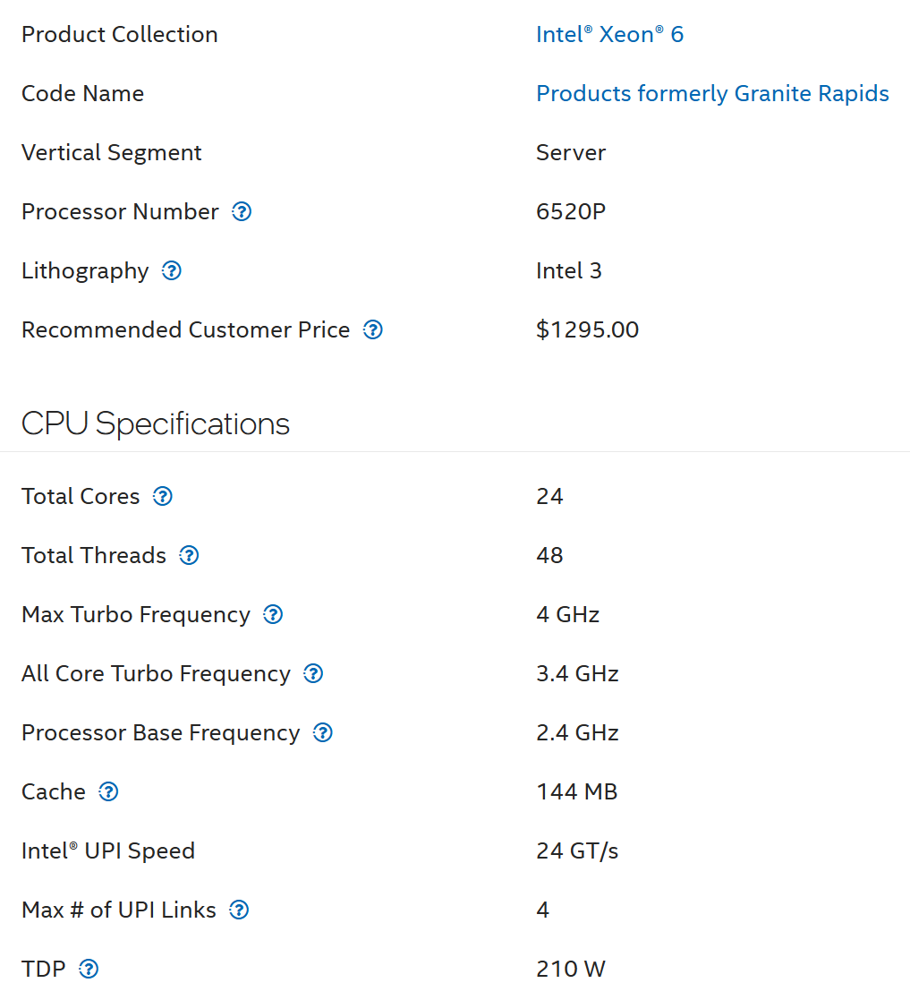 Product Collection Intel® Xeon® 6
Code Name Products formerly Granite Rapids
Vertical Segment Server
Processor Number ? 6520P
Lithography ? Intel 3
Recommended Customer Price ? $1295.00
CPU Specifications
Total Cores ? 24
Total Threads ? 48
Max Turbo Frequency ? 4 GHz
All Core Turbo Frequency ? 3.4 GHz
Processor Base Frequency ? 2.4 GHz
Cache ? 144 MB
Intel® UPI Speed 24 GT/s
Max # of UPI Links ? 4
TDP ? 210 W